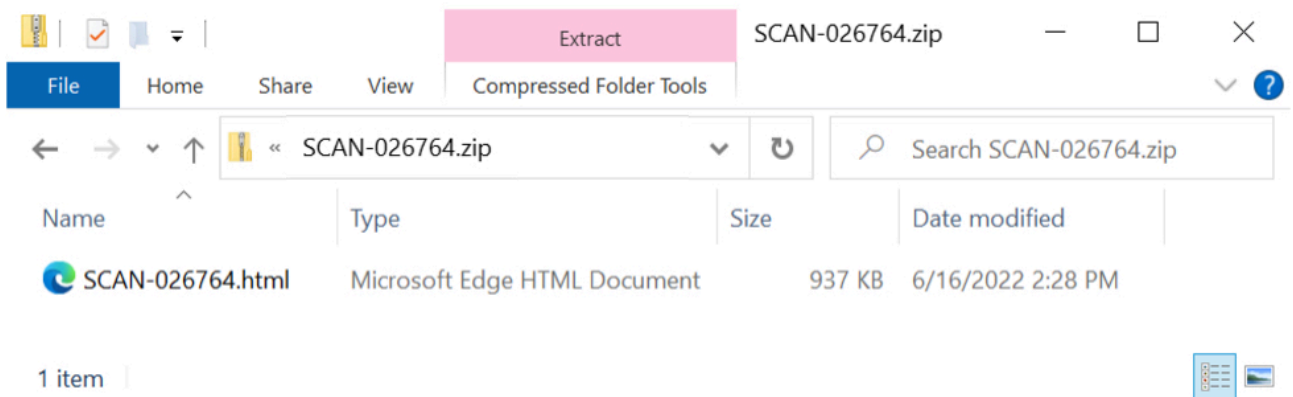 Extract SCAN-026764.zip
File Home Share View Compressed Folder Tools ?
« SCAN-026764.zip Search SCAN-026764.zip
Name Type Size Date modified
SCAN-026764.html Microsoft Edge HTML Document 937 KB 6/16/2022 2:28 PM
1 item